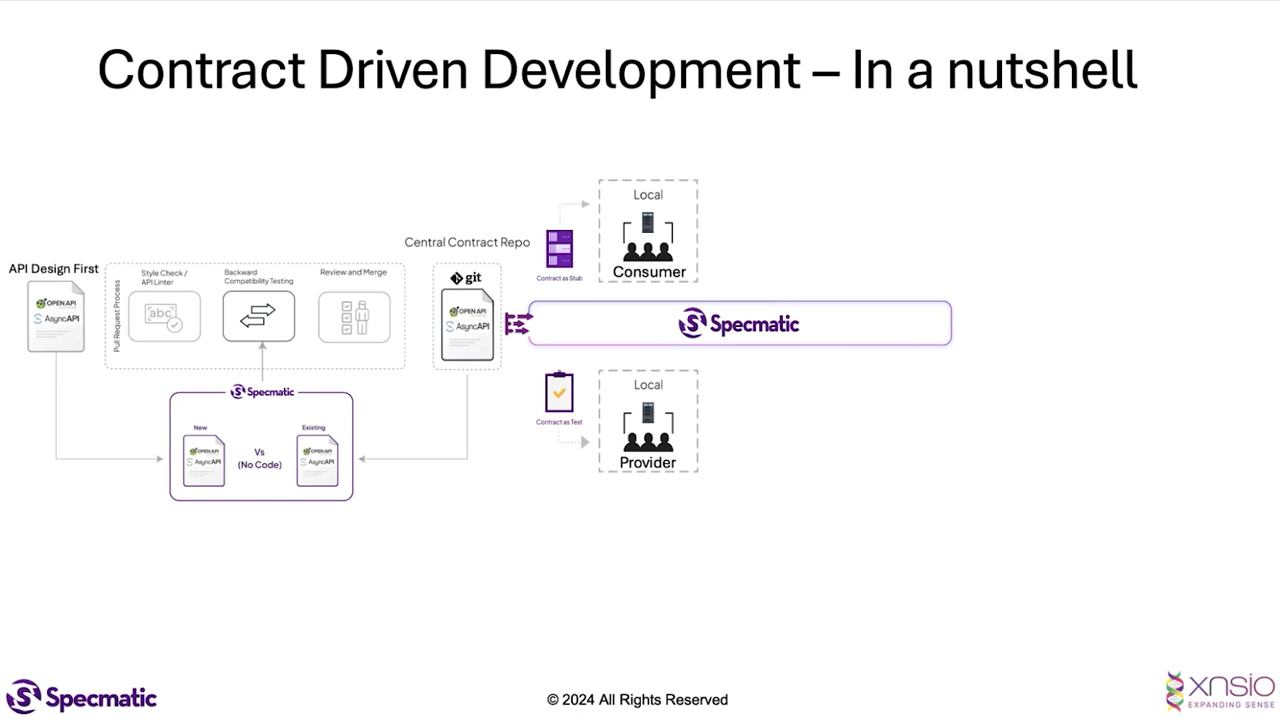 Contract Driven Development – In a nutshell
API Design First
OPEN API
AsyncAPI
Pull Request Process
Style Check /
API Linter
abc
Backward
Compatibility Testing
Review and Merge
Central Contract Repo
git
OPEN API
AsyncAPI
Specmatic
New
OPEN API
AsyncAPI
Vs
(No Code)
Existing
OPEN API
AsyncAPI
Contract as Stub
Local
Consumer
Specmatic
Contract as Test
Local
Provider
Specmatic
© 2024 All Rights Reserved
xnsio
EXPANDING SENSE